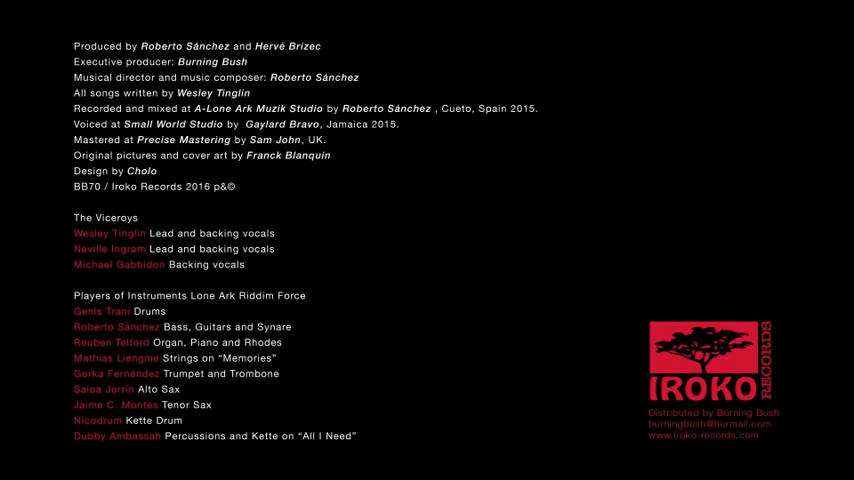 Produced by Roberto Sánchez and Hervé Brizec
Executive producer: Burning Bush
Musical director and music composer: Roberto Sánchez
All songs written by Wesley Tinglin
Recorded and mixed at A-Lone Ark Muzik Studio by Roberto Sánchez , Cueto, Spain 2015.
Voiced at Small World Studio by Gaylard Bravo, Jamaica 2015.
Mastered at Precise Mastering by Sam John, UK.
Original pictures and cover art by Franck Blanquin
Design by Cholo
BB70 / Iroko Records 2016 p&©
The Viceroys
Wesley Tinglin Lead and backing vocals
Neville Ingram Lead and backing vocals
Michael Gabbidon Backing vocals
Players of Instruments Lone Ark Riddim Force
Genís Trani Drums
Roberto Sánchez Bass, Guitars and Synare
Reuben Telford Organ, Piano and Rhodes
Mathias Liengme Strings on “Memories”
Gorka Fernández Trumpet and Trombone
Saioa Jorrín Alto Sax
Jaime C. Montes Tenor Sax
Nicodrum Kette Drum
Dubby Ambassah Percussions and Kette on “All I Need”
IROKO
RECORDS
Distributed by Burning Bush
burningbush@hormail.com
www.iroko-records.com